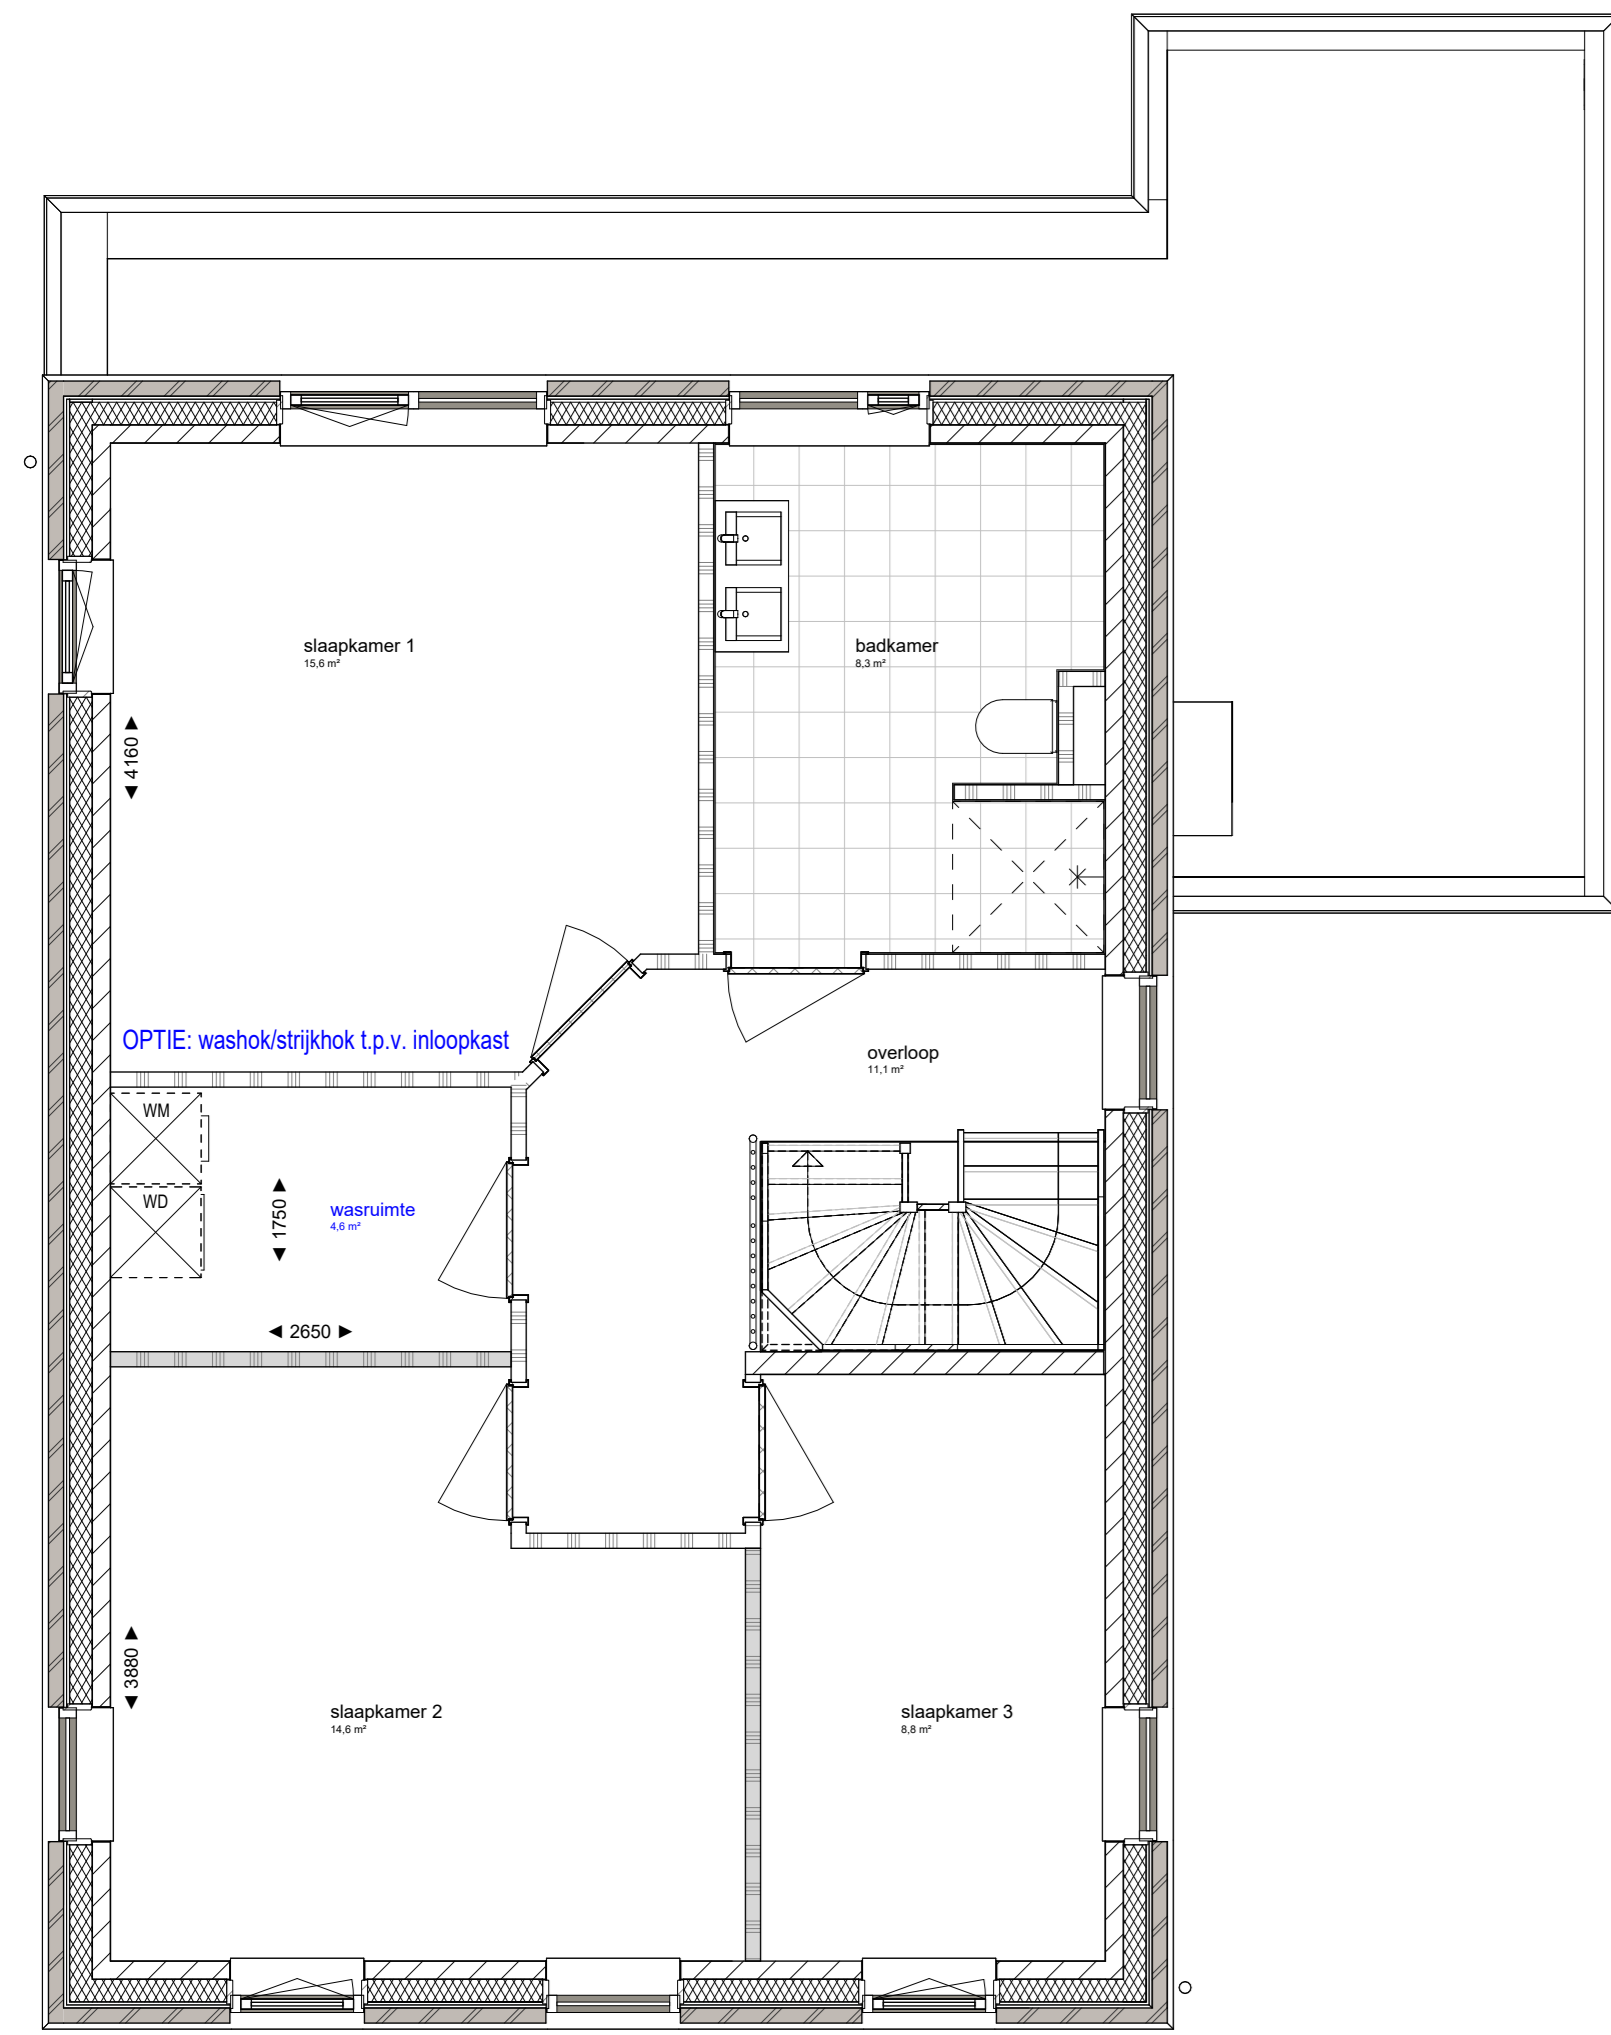 slaapkamer 1
15,6 m²
badkamer
8,3 m²
◄ 4160 ►
OPTIE: washok/strijkhok t.p.v. inloopkast
overloop
11,1 m²
WM
WD
◄ 1750 ►
wasruimte
4,6 m²
◄ 2650 ►
◄ 3880 ►
slaapkamer 2
14,6 m²
slaapkamer 3
8,8 m²